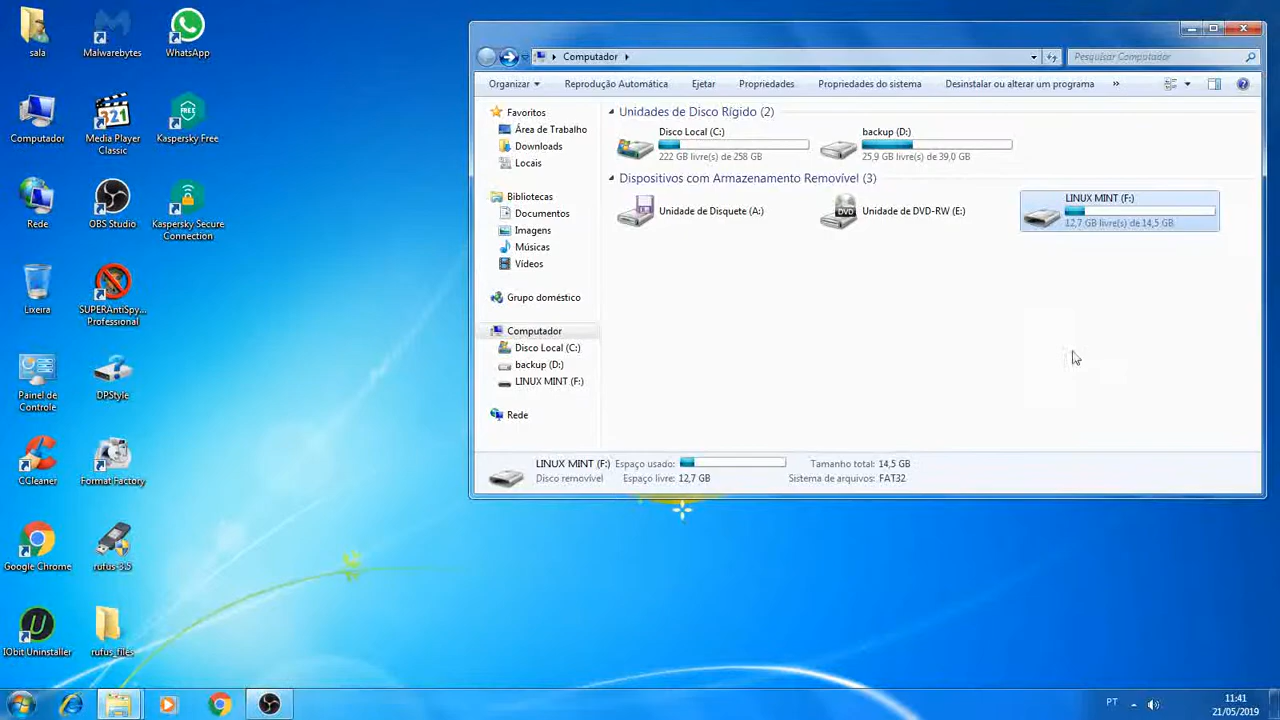 sala
Malwarebytes
WhatsApp
Computador
Media Player
Classic
Kaspersky Free
Rede
OBS Studio
Kaspersky Secure
Connection
Lixeira
SUPERAntiSpy...
Professional
Painel de
Controle
DPStyle
CCleaner
Format Factory
Google Chrome
rufus-3.5
IObit Uninstaller
rufus_files
Computador
Pesquisar Computador
Organizar
Reprodução Automática
Ejetar
Propriedades
Propriedades do sistema
Desinstalar ou alterar um programa
»
Favoritos
Área de Trabalho
Downloads
Locais
Bibliotecas
Documentos
Imagens
Músicas
Vídeos
Grupo doméstico
Computador
Disco Local (C:)
backup (D:)
LINUX MINT (F:)
Rede
Unidades de Disco Rígido (2)
Disco Local (C:)
222 GB livre(s) de 258 GB
backup (D:)
25,9 GB livre(s) de 39,0 GB
Dispositivos com Armazenamento Removível (3)
Unidade de Disquete (A:)
DVD
Unidade de DVD-RW (E:)
LINUX MINT (F:)
12,7 GB livre(s) de 14,5 GB
LINUX MINT (F:) Espaço usado: Tamanho total: 14,5 GB
Disco removível Espaço livre: 12,7 GB Sistema de arquivos: FAT32
PT
11:41
21/05/2019